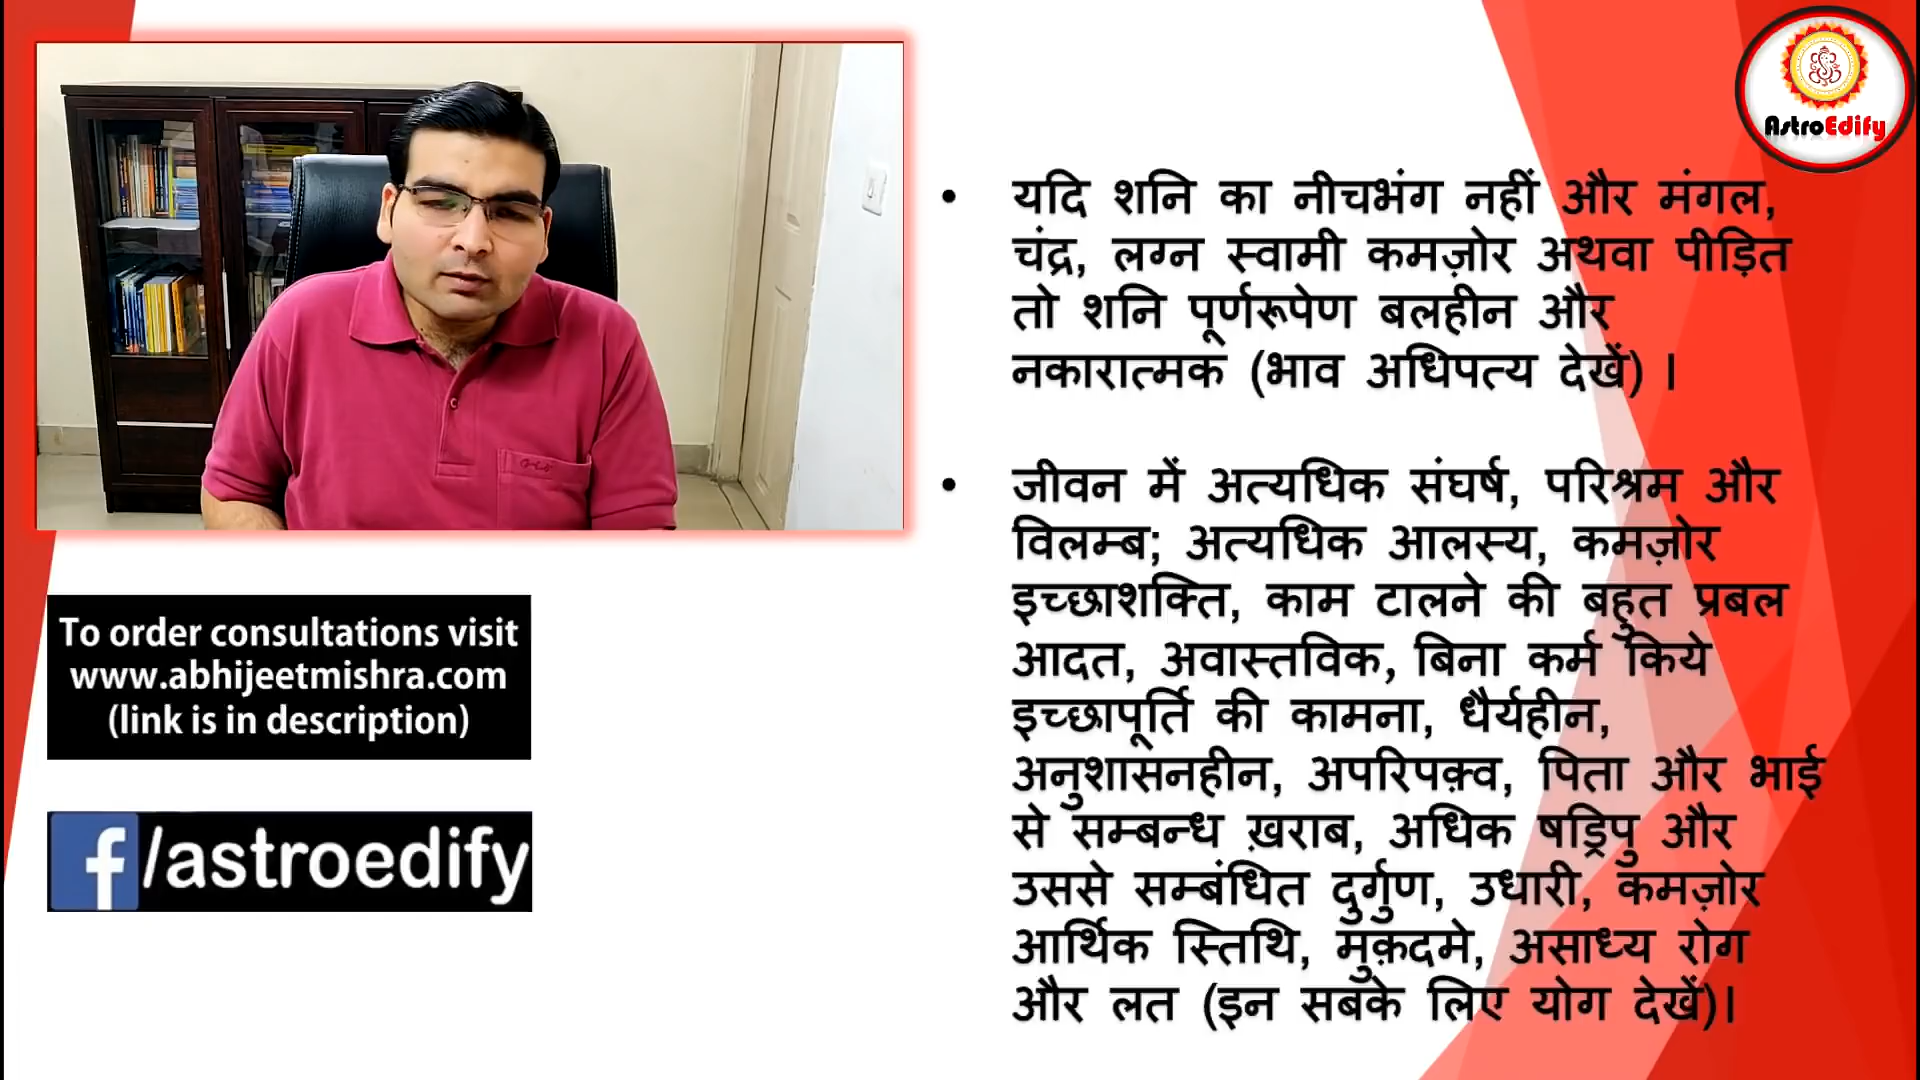 AstroEdify
• यदि शनि का नीचभंग नहीं और मंगल,
चंद्र, लग्न स्वामी कमज़ोर अथवा पीड़ित
तो शनि पूर्णरूपेण बलहीन और
नकारात्मक (भाव अधिपत्य देखें) ।
• जीवन में अत्यधिक संघर्ष, परिश्रम और
विलम्ब; अत्यधिक आलस्य, कमज़ोर
इच्छाशक्ति, काम टालने की बहुत प्रबल
आदत, अवास्तविक, बिना कर्म किये
इच्छापूर्ति की कामना, धैर्यहीन,
अनुशासनहीन, अपरिपक़्व, पिता और भाई
से सम्बन्ध ख़राब, अधिक षड्रिपु और
उससे सम्बंधित दुर्गुण, उधारी, कमज़ोर
आर्थिक स्तिथि, मुक़दमे, असाध्य रोग
और लत (इन सबके लिए योग देखें)।
To order consultations visit
www.abhijeetmishra.com
(link is in description)
f/astroedify